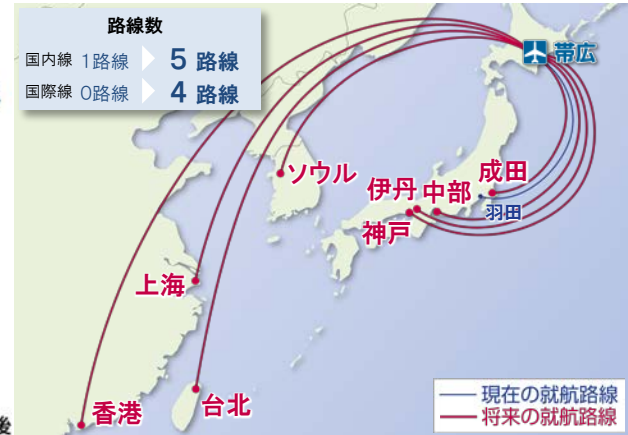 路線数
国内線 1路線 5 路線
国際線 0路線 4 路線
帯広
ソウル
成田
伊丹 中部
羽田
神戸
上海
台北
香港
後
現在の就航路線
将来の就航路線